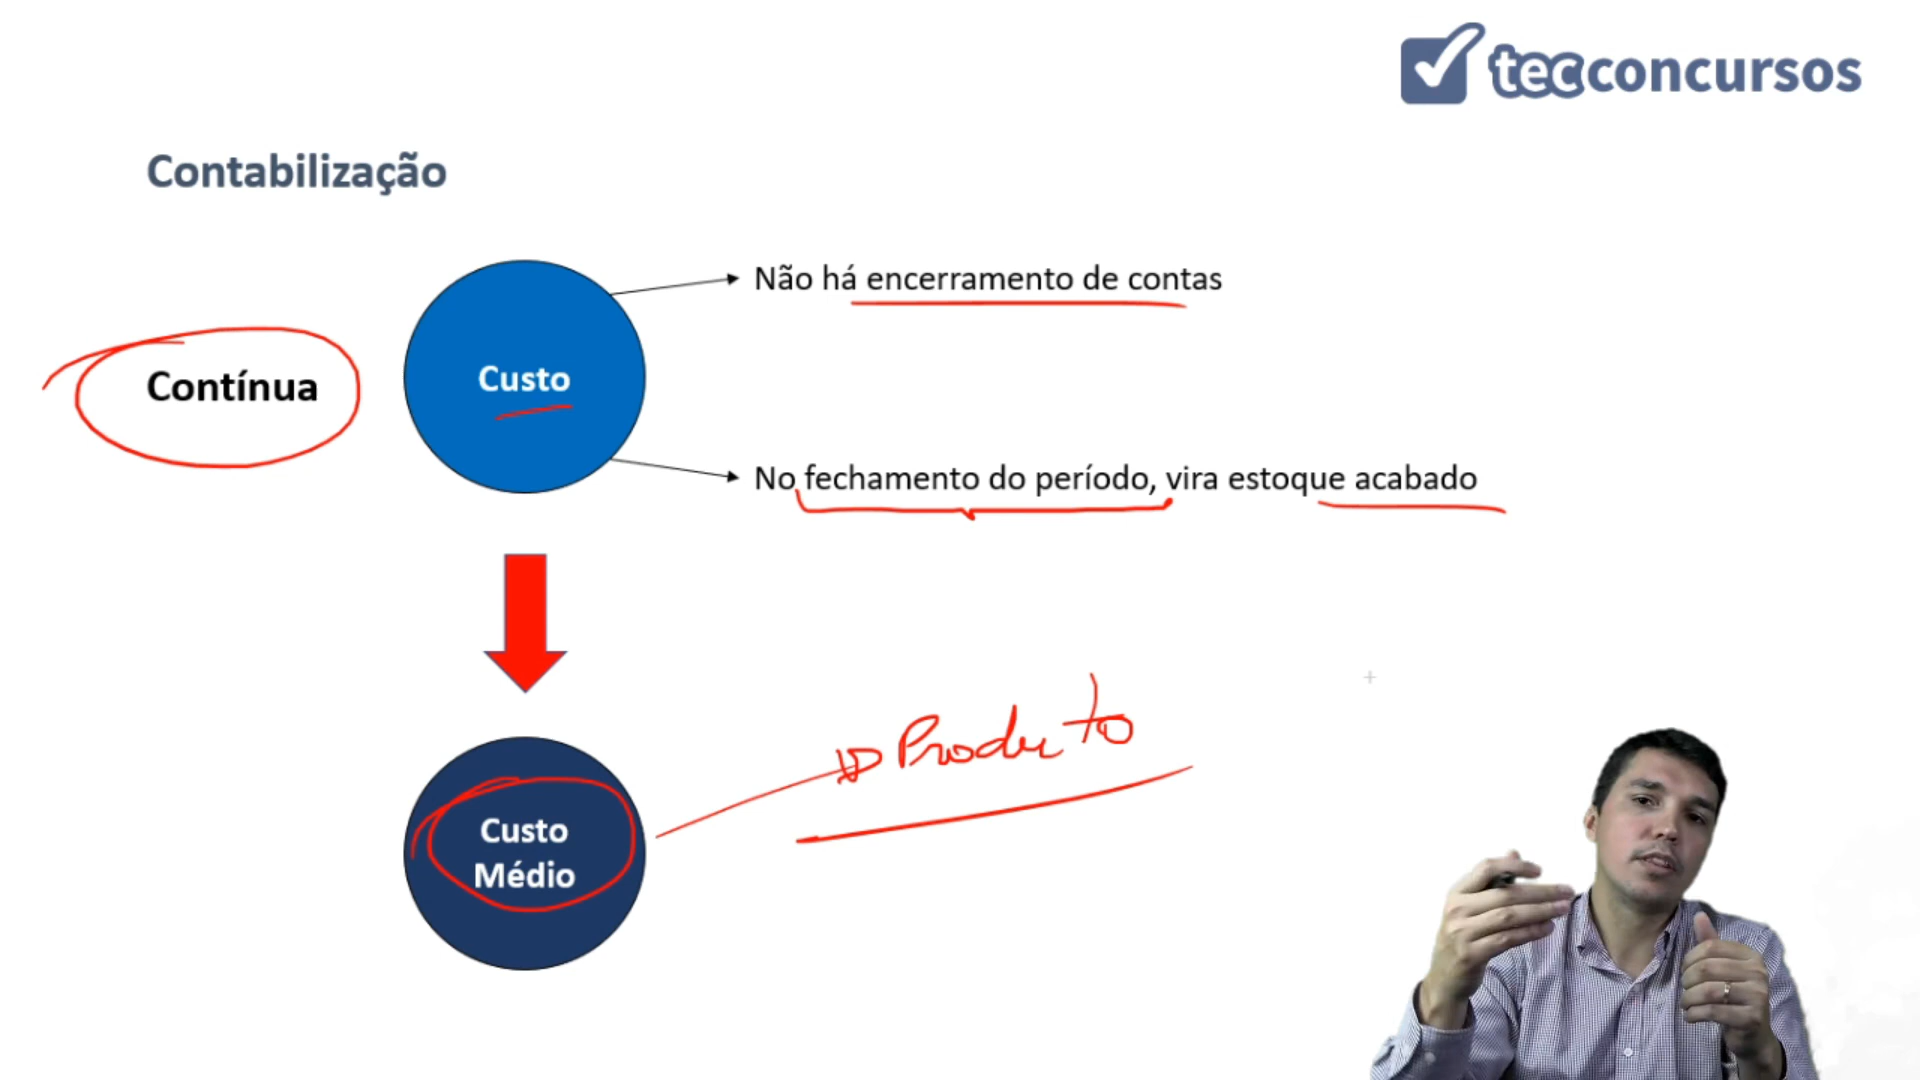 tecconcursos
Contabilização
Não há encerramento de contas
Contínua
Custo
No fechamento do período, vira estoque acabado
Produto
Custo
Médio